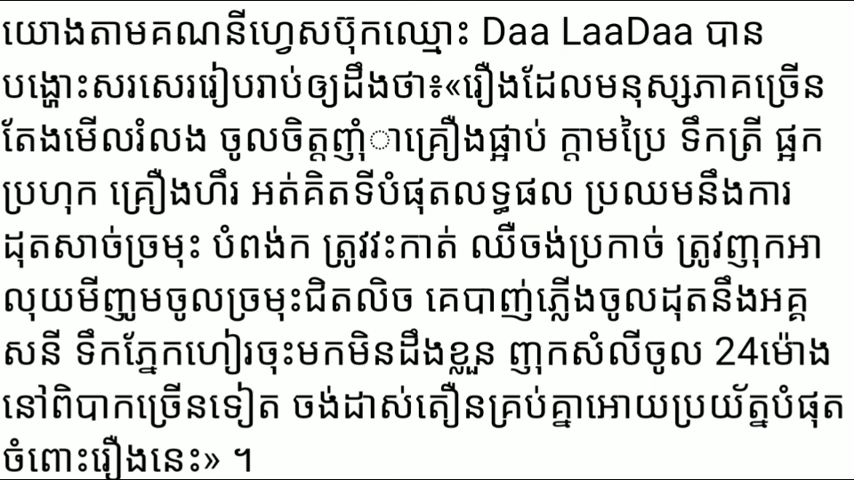 យោងតាមគណនីហ្វេសប៊ុកឈ្មោះ Daa LaaDaa បាន
បង្ហោះសរសេររៀបរាប់ឲ្យដឹងថា៖«រឿងដែលមនុស្សភាគច្រើន
តែងមើលរំលង ចូលចិត្តញ៉ុំាគ្រឿងផ្អាប់ ក្តាមប្រៃ ទឹកត្រី ផ្អក
ប្រហុក គ្រឿងហឹរ អត់គិតទីបំផុតលទ្ធផល ប្រឈមនឹងការ
ដុតសាច់ច្រមុះ បំពង់ក ត្រូវវះកាត់ ឈឺចង់ប្រកាច់ ត្រូវញុកអា
លុយមីញូមចូលច្រមុះជិតលិច គេបាញ់ភ្លើងចូលដុតនឹងអគ្គ
សនី ទឹកភ្នែកហៀរចុះមកមិនដឹងខ្លួន ញុកសំលីចូល 24ម៉ោង
នៅពិបាកច្រើនទៀត ចង់ដាស់តឿនគ្រប់គ្នាអោយប្រយ័ត្នបំផុត
ចំពោះរឿងនេះ» ។